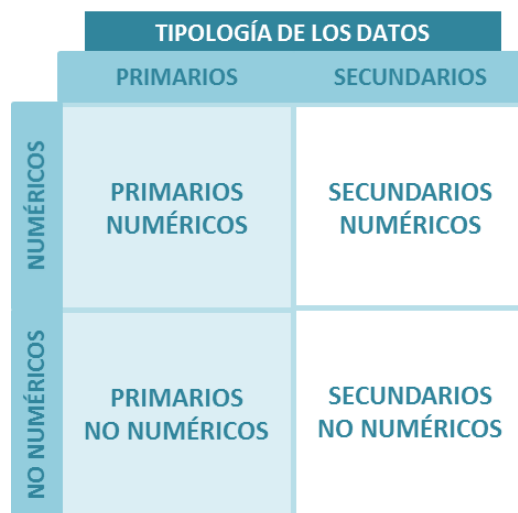 TIPOLOGÍA DE LOS DATOS
PRIMARIOS
SECUNDARIOS
NUMÉRICOS
PRIMARIOS
NUMÉRICOS
SECUNDARIOS
NUMÉRICOS
NO NUMÉRICOS
PRIMARIOS
NO NUMÉRICOS
SECUNDARIOS
NO NUMÉRICOS